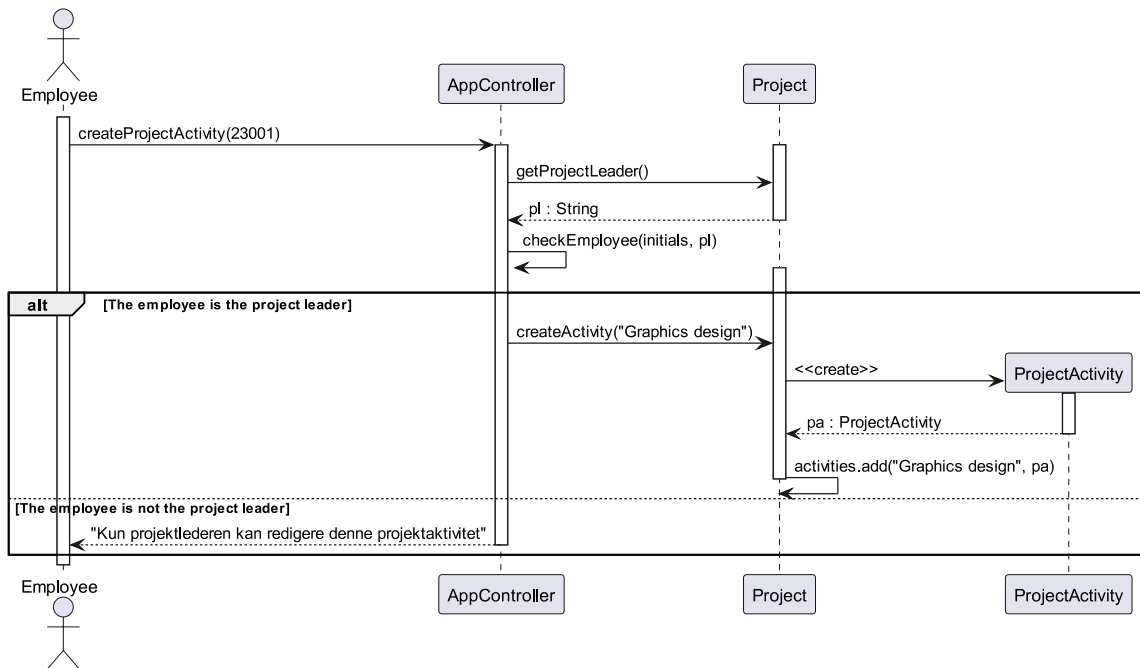 Employee
AppController
Project
createProjectActivity(23001)
getProjectLeader()
pl : String
checkEmployee(initials, pl)
alt
[The employee is the project leader]
createActivity("Graphics design")
<<create>>
ProjectActivity
pa : ProjectActivity
activities.add("Graphics design", pa)
[The employee is not the project leader]
"Kun projektlederen kan redigere denne projektaktivitet"
Employee
AppController
Project
ProjectActivity